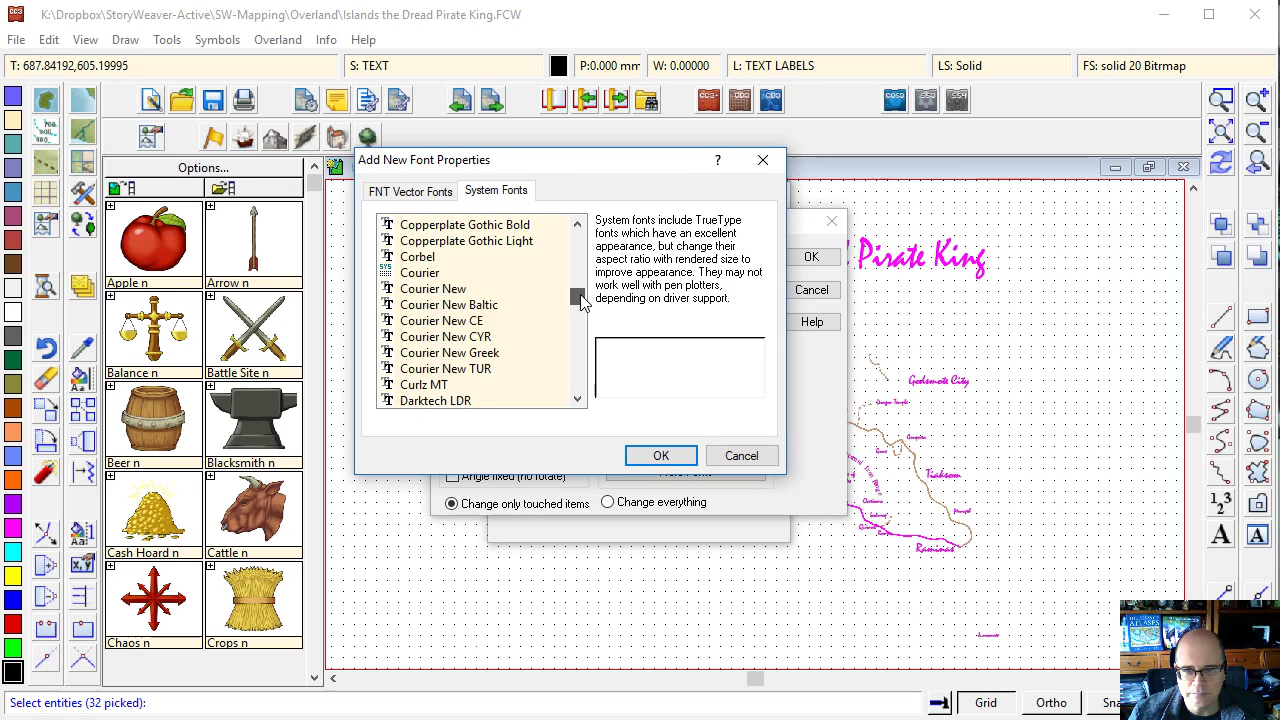 K:\Dropbox\StoryWeaver-Active\SW-Mapping\Overland\Islands the Dread Pirate King.FCW
File Edit View Draw Tools Symbols Overland Info Help
T: 687.84192,605.19995
S: TEXT
P:0.000 mm
W: 0.00000
L: TEXT LABELS
LS: Solid
FS: solid 20 Bitrmap
Options...
Apple n
Arrow n
Balance n
Battle Site n
Beer n
Blacksmith n
Cash Hoard n
Cattle n
Chaos n
Crops n
Add New Font Properties
FNT Vector Fonts
System Fonts
Copperplate Gothic Bold
Copperplate Gothic Light
Corbel
Courier
Courier New
Courier New Baltic
Courier New CE
Courier New CYR
Courier New Greek
Courier New TUR
Curlz MT
Darktech LDR
System fonts include TrueType
fonts which have an excellent
appearance, but change their
aspect ratio with rendered size to
improve appearance. They may
not work well with pen plotters,
depending on driver support.
OK
Cancel
OK
Cancel
Help
Angle fixed (no rotate)
Change only touched items
Change everything
Pirate King
Godsmote City
Tiakson
Raminas
Select entities (32 picked):
Grid
Ortho